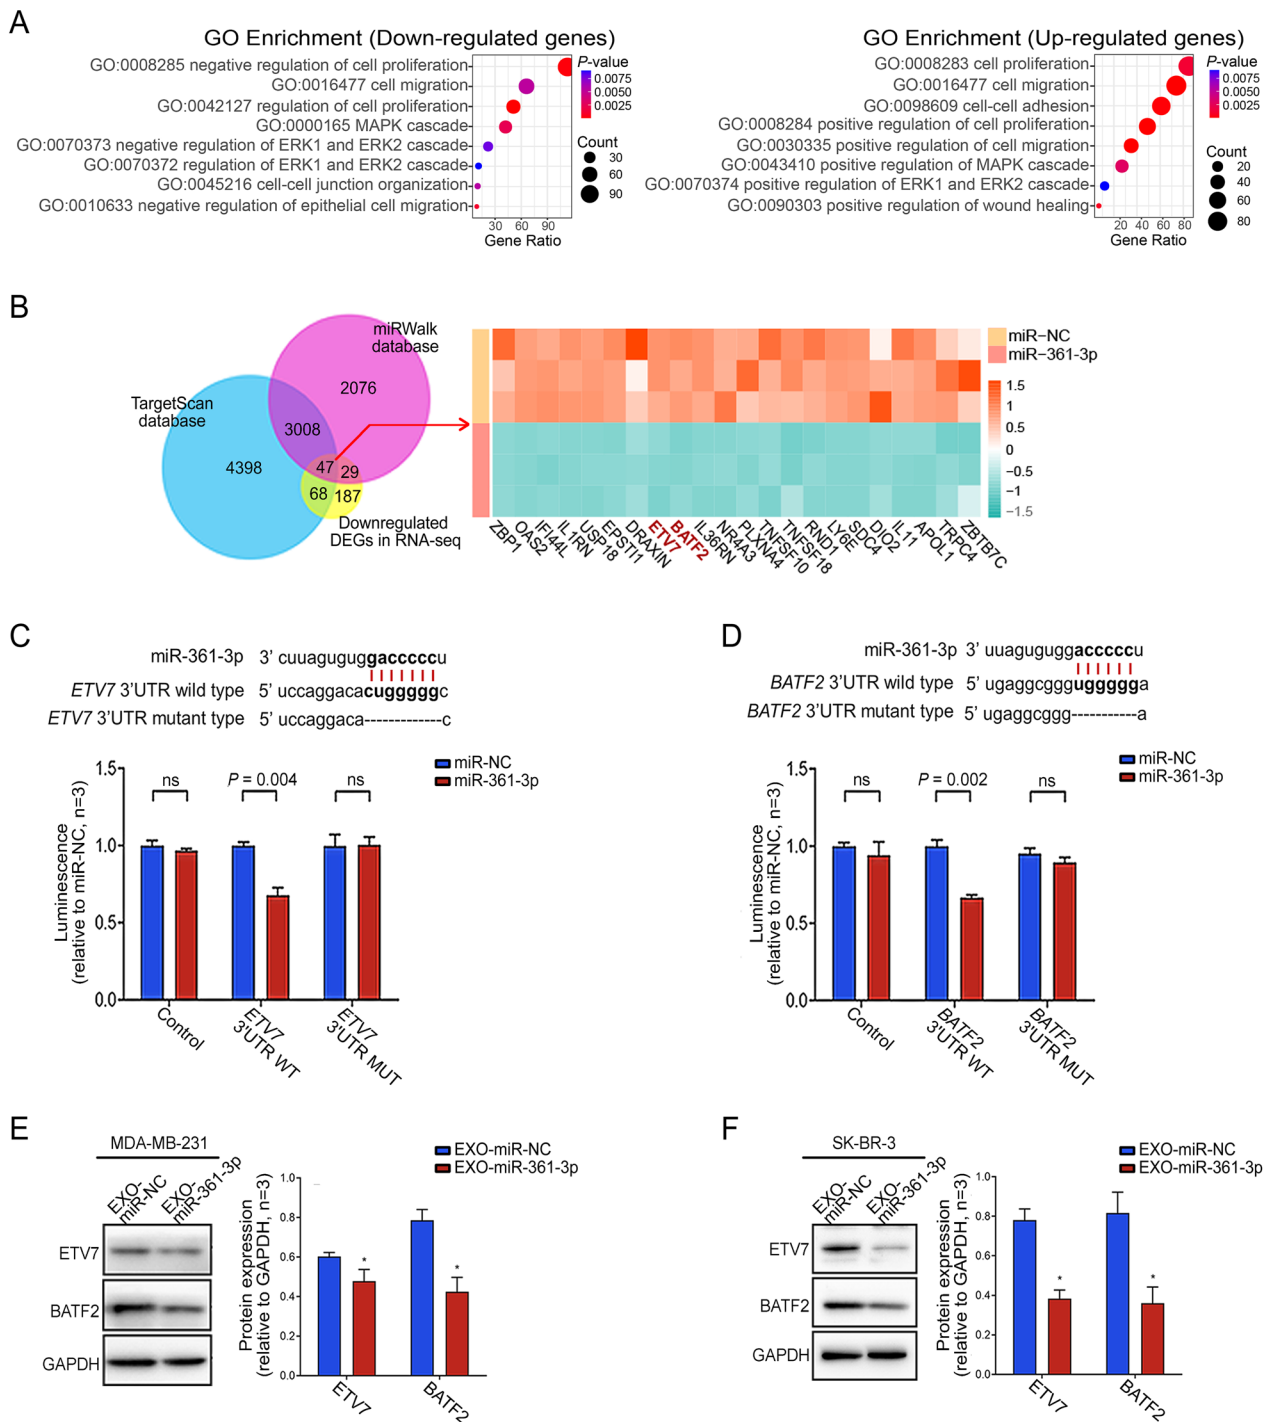 A
GO Enrichment (Down-regulated genes)
GO:0008285 negative regulation of cell proliferation
GO:0016477 cell migration
GO:0042127 regulation of cell proliferation
GO:0000165 MAPK cascade
GO:0070373 negative regulation of ERK1 and ERK2 cascade
GO:0070372 regulation of ERK1 and ERK2 cascade
GO:0045216 cell-cell junction organization
GO:0010633 negative regulation of epithelial cell migration
30 60 90
Gene Ratio
P-value
0.0075
0.0050
0.0025
Count
30
60
90
GO Enrichment (Up-regulated genes)
GO:0008283 cell proliferation
GO:0016477 cell migration
GO:0098609 cell-cell adhesion
GO:0008284 positive regulation of cell proliferation
GO:0030335 positive regulation of cell migration
GO:0043410 positive regulation of MAPK cascade
GO:0070374 positive regulation of ERK1 and ERK2 cascade
GO:0090303 positive regulation of wound healing
20 40 60 80
Gene Ratio
P-value
0.0075
0.0050
0.0025
Count
20
40
60
80
B
miRWalk
database
2076
TargetScan
database
3008
4398
47 29
68 187
Downregulated
DEGs in RNA-seq
miR−NC
miR−361−3p
1.5
1
0.5
0
−0.5
−1
−1.5
ZBP1
OAS2
IFI44L
IL1RN
USP18
EPSTI1
DRAXIN
ETV7
BATF2
IL36RN
NR4A3
PLXNA4
TNFSF10
TNFSF18
RND1
LY6E
SDC4
DIO2
IL11
APOL1
TRPC4
ZBTB7C
C
miR-361-3p 3’ cuuagugug​gacccccu
ETV7 3’UTR wild type 5’ uccaggacacugggggc
ETV7 3’UTR mutant type 5’ uccaggaca-------------c
miR-NC
miR-361-3p
Luminescence
(relative to miR-NC, n=3)
1.5
1.0
0.5
0.0
ns
P = 0.004
ns
Control
ETV7
3’UTR WT
ETV7
3’UTR MUT
D
miR-361-3p 3’ uuagugugg​acccccu
BATF2 3’UTR wild type 5’ ugaggcggguggggga
BATF2 3’UTR mutant type 5’ ugaggcggg-----------a
miR-NC
miR-361-3p
Luminescence
(relative to miR-NC, n=3)
1.5
1.0
0.5
0.0
ns
P = 0.002
ns
Control
BATF2
3’UTR WT
BATF2
3’UTR MUT
E
MDA-MB-231
EXO-
miR-NC
EXO-
miR-361-3p
ETV7
BATF2
GAPDH
EXO-miR-NC
EXO-miR-361-3p
Protein expression
(relative to GAPDH, n=3)
1.0
0.8
0.6
0.4
0.2
0.0
*
*
ETV7
BATF2
F
SK-BR-3
EXO-
miR-NC
EXO-
miR-361-3p
ETV7
BATF2
GAPDH
EXO-miR-NC
EXO-miR-361-3p
Protein expression
(relative to GAPDH, n=3)
1.0
0.8
0.6
0.4
0.2
0.0
*
*
ETV7
BATF2